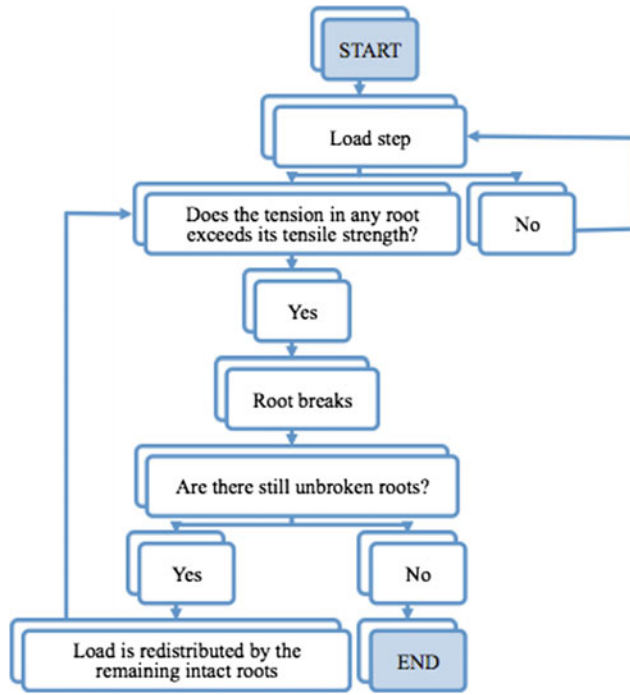 START
Load step
Does the tension in any root
exceeds its tensile strength?
No
Yes
Root breaks
Are there still unbroken roots?
Yes
No
Load is redistributed by the
remaining intact roots
END